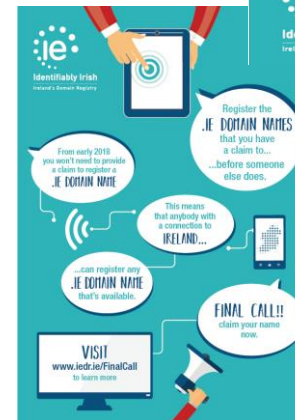 .ie
Identifiably Irish
Ireland's Domain Registry
Register the
.IE DOMAIN NAMES
that you have
a claim to...
...before someone
else does.
From early 2018
you won't need to provide
a claim to register a
.IE DOMAIN NAME
This means
that anybody with
a connection to
IRELAND...
...can register any
.IE DOMAIN NAME
that's available.
FINAL CALL!!
claim your name
now.
VISIT
www.iedr.ie/FinalCall
to learn more